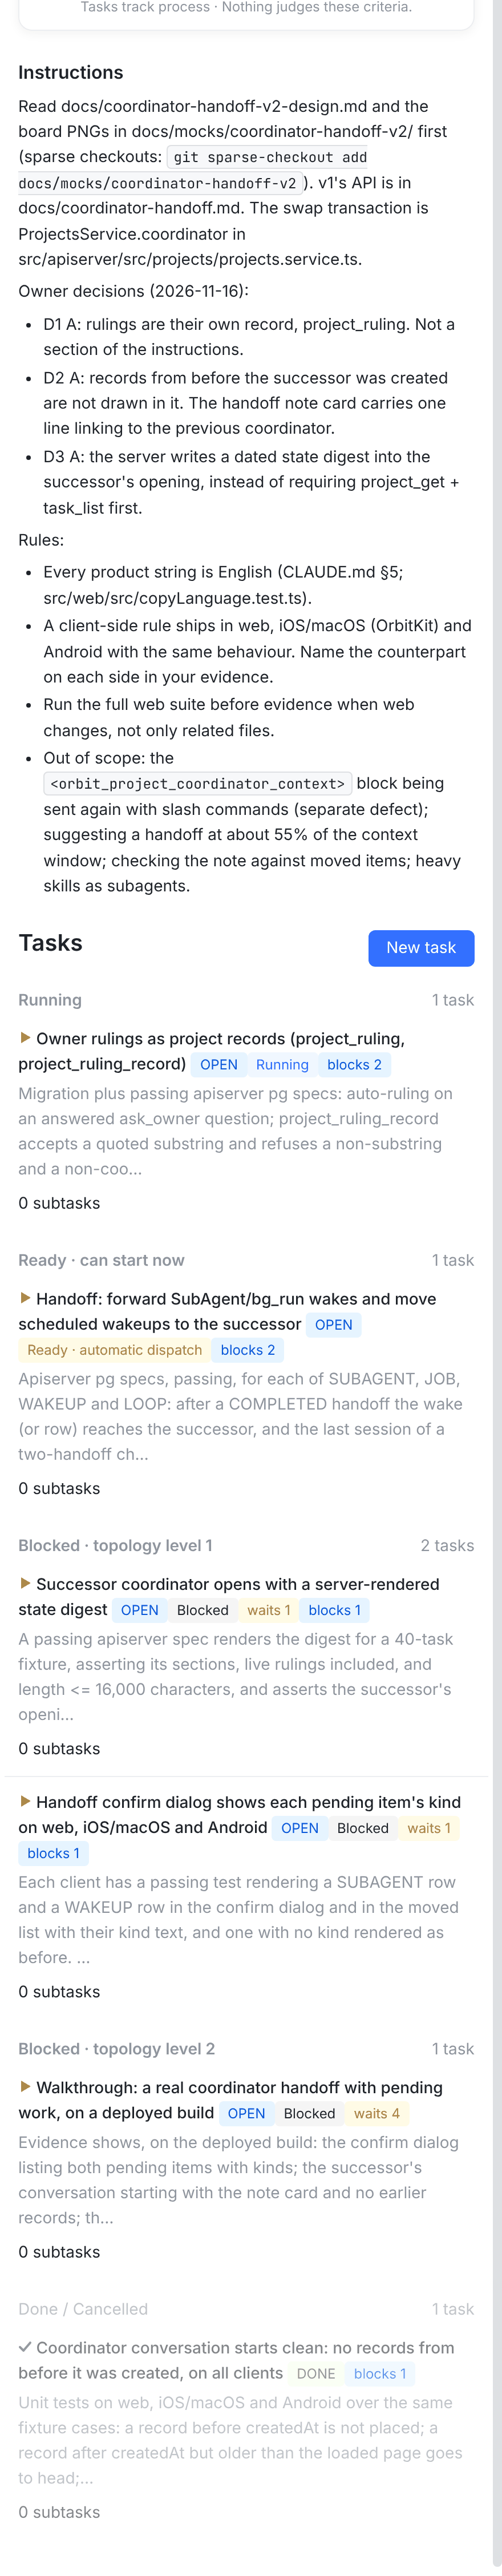 Tasks track process · Nothing judges these criteria.
Instructions
Read docs/coordinator-handoff-v2-design.md and the
board PNGs in docs/mocks/coordinator-handoff-v2/ first
(sparse checkouts: git sparse-checkout add
docs/mocks/coordinator-handoff-v2 ). v1's API is in
docs/coordinator-handoff.md. The swap transaction is
ProjectsService.coordinator in
src/apiserver/src/projects/projects.service.ts.
Owner decisions (2026-11-16):
• D1 A: rulings are their own record, project_ruling. Not a
section of the instructions.
• D2 A: records from before the successor was created
are not drawn in it. The handoff note card carries one
line linking to the previous coordinator.
• D3 A: the server writes a dated state digest into the
successor's opening, instead of requiring project_get +
task_list first.
Rules:
• Every product string is English (CLAUDE.md §5;
src/web/src/copyLanguage.test.ts).
• A client-side rule ships in web, iOS/macOS (OrbitKit) and
Android with the same behaviour. Name the counterpart
on each side in your evidence.
• Run the full web suite before evidence when web
changes, not only related files.
• Out of scope: the
<orbit_project_coordinator_context> block being
sent again with slash commands (separate defect);
suggesting a handoff at about 55% of the context
window; checking the note against moved items; heavy
skills as subagents.
Tasks New task
Running 1 task
Owner rulings as project records (project_ruling,
project_ruling_record) OPEN Running blocks 2
Migration plus passing apiserver pg specs: auto-ruling on
an answered ask_owner question; project_ruling_record
accepts a quoted substring and refuses a non-substring
and a non-coo...
0 subtasks
Ready · can start now 1 task
Handoff: forward SubAgent/bg_run wakes and move
scheduled wakeups to the successor OPEN
Ready · automatic dispatch blocks 2
Apiserver pg specs, passing, for each of SUBAGENT, JOB,
WAKEUP and LOOP: after a COMPLETED handoff the wake
(or row) reaches the successor, and the last session of a
two-handoff ch...
0 subtasks
Blocked · topology level 1 2 tasks
Successor coordinator opens with a server-rendered
state digest OPEN Blocked waits 1 blocks 1
A passing apiserver spec renders the digest for a 40-task
fixture, asserting its sections, live rulings included, and
length <= 16,000 characters, and asserts the successor's
openi...
0 subtasks
Handoff confirm dialog shows each pending item's kind
on web, iOS/macOS and Android OPEN Blocked waits 1
blocks 1
Each client has a passing test rendering a SUBAGENT row
and a WAKEUP row in the confirm dialog and in the moved
list with their kind text, and one with no kind rendered as
before. ...
0 subtasks
Blocked · topology level 2 1 task
Walkthrough: a real coordinator handoff with pending
work, on a deployed build OPEN Blocked waits 4
Evidence shows, on the deployed build: the confirm dialog
listing both pending items with kinds; the successor's
conversation starting with the note card and no earlier
records; th...
0 subtasks
Done / Cancelled 1 task
Coordinator conversation starts clean: no records from
before it was created, on all clients DONE blocks 1
Unit tests on web, iOS/macOS and Android over the same
fixture cases: a record before createdAt is not placed; a
record after createdAt but older than the loaded page goes
to head;...
0 subtasks